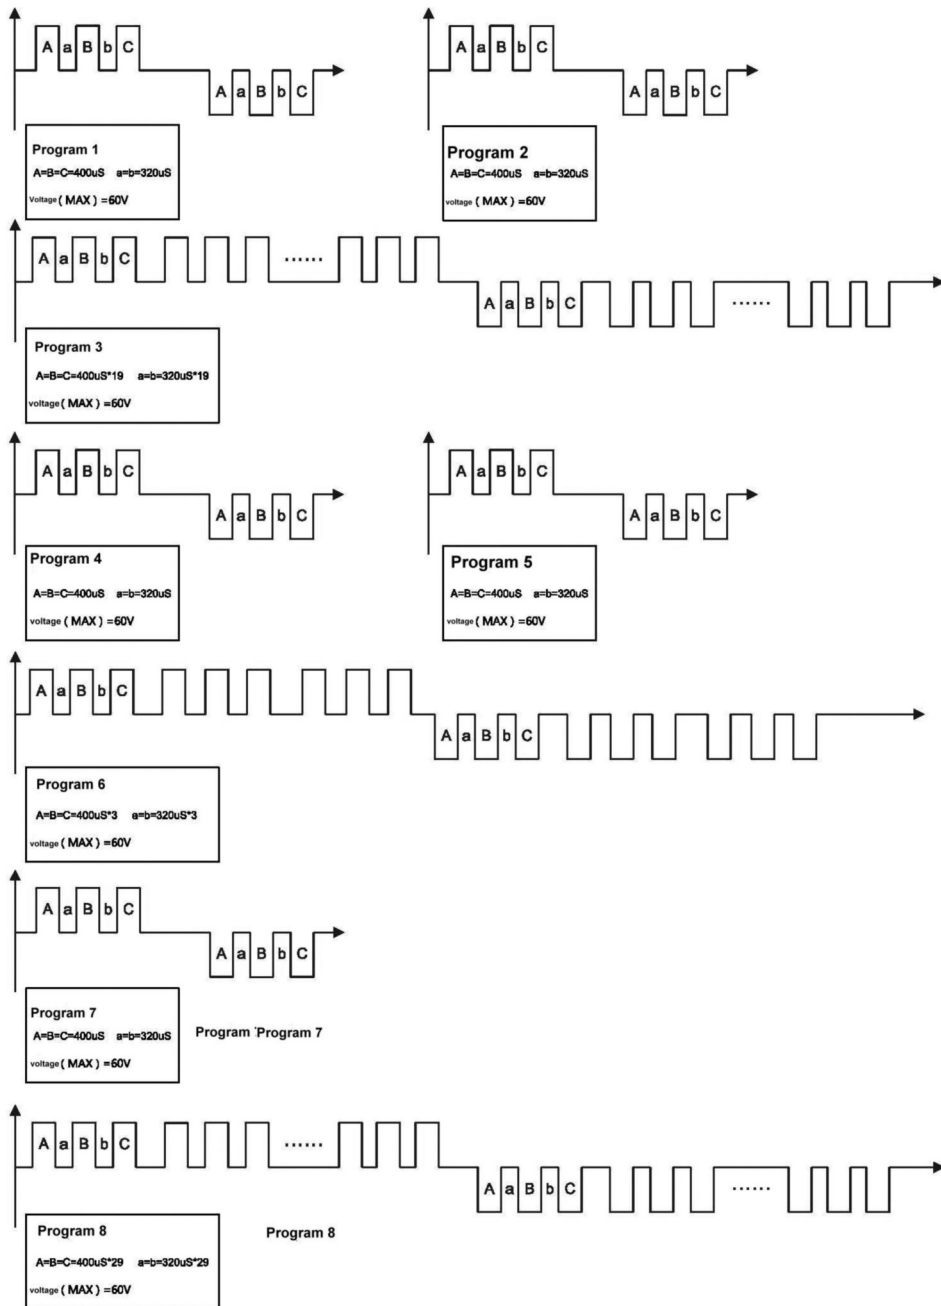 A a B b C
A a B b C
A a B b C
A a B b C
Program 1
A=B=C=400uS a=b=320uS
Voltage(MAX)=60V
Program 2
A=B=C=400uS a=b=320uS
voltage(MAX)=60V
A a B b C ······
A a B b C ······
Program 3
A=B=C=400uS*19 a=b=320uS*19
voltage(MAX)=60V
A a B b C
A a B b C
A a B b C
A a B b C
Program 4
A=B=C=400uS a=b=320uS
voltage(MAX)=60V
Program 5
A=B=C=400uS a=b=320uS
voltage(MAX)=60V
A a B b C
A a B b C
Program 6
A=B=C=400uS*3 a=b=320uS*3
voltage(MAX)=60V
A a B b C
A a B b C
Program 7
A=B=C=400uS a=b=320uS
voltage(MAX)=60V
Program Program 7
A a B b C ······
A a B b C ······
Program 8
A=B=C=400uS*29 a=b=320uS*29
voltage(MAX)=60V
Program 8